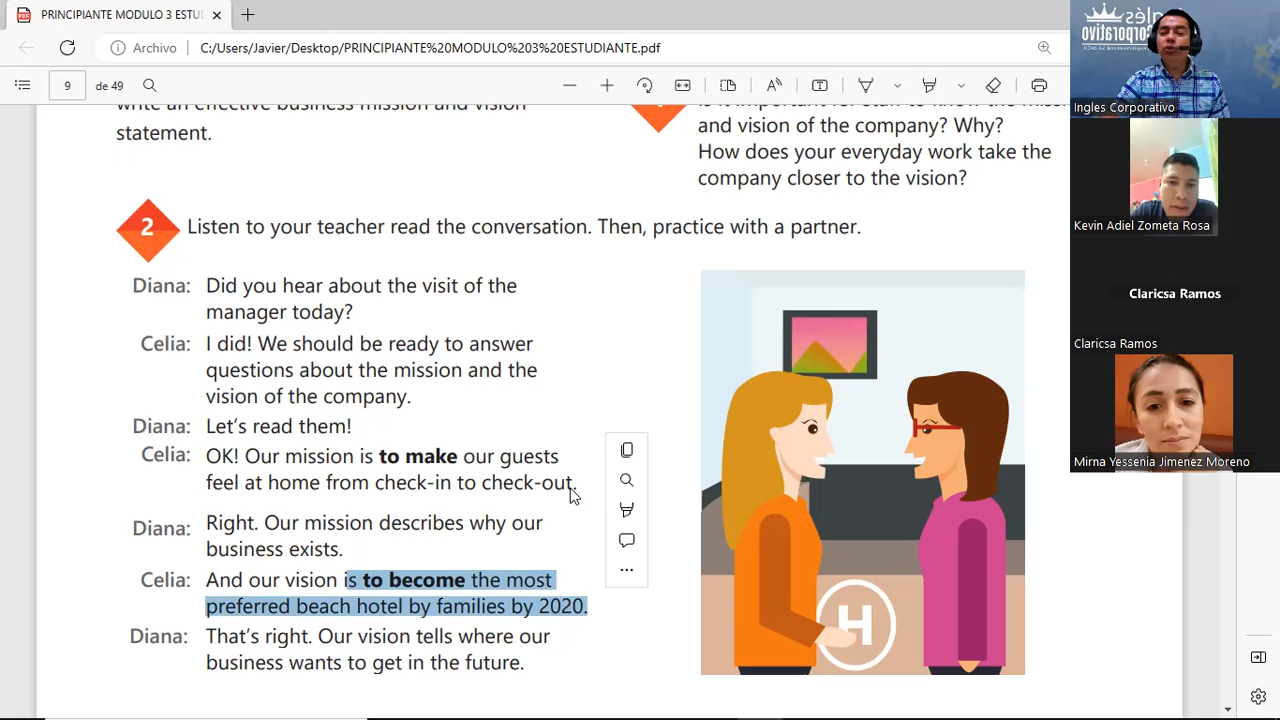 PRINCIPIANTE MODULO 3 ESTU
Archivo
C:/Users/Javier/Desktop/PRINCIPIANTE%20MODULO%203%20ESTUDIANTE.pdf
9
de 49
statement.
and vision of the company? Why?
How does your everyday work take the
company closer to the vision?
2
Listen to your teacher read the conversation. Then, practice with a partner.
Diana: Did you hear about the visit of the
manager today?
Celia: I did! We should be ready to answer
questions about the mission and the
vision of the company.
Diana: Let's read them!
Celia: OK! Our mission is to make our guests
feel at home from check-in to check-out.
Diana: Right. Our mission describes why our
business exists.
Celia: And our vision is to become the most
preferred beach hotel by families by 2020.
Diana: That's right. Our vision tells where our
business wants to get in the future.
H
Ingles Corporativo
Kevin Adiel Zometa Rosa
Claricsa Ramos
Claricsa Ramos
Mirna Yessenia Jimenez Moreno